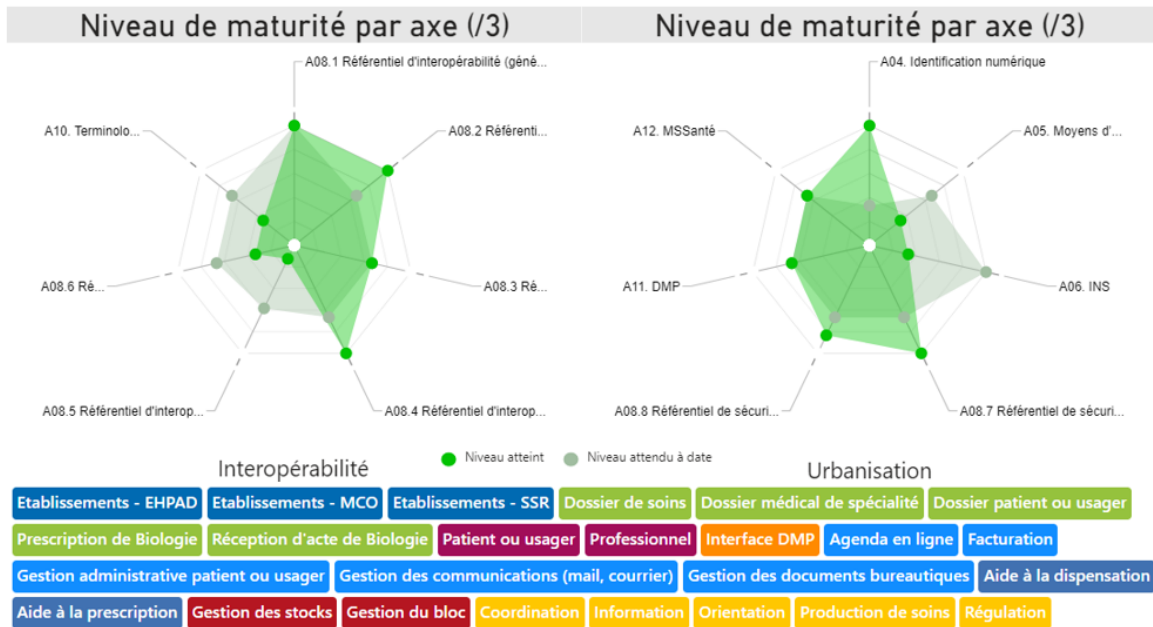 Niveau de maturité par axe (/3) Niveau de maturité par axe (/3)
A08.1 Référentiel d'interopérabilité (géné...
A10. Terminolo...
A08.2 Référenti...
A08.6 Ré...
A08.3 Ré...
A08.5 Référentiel d'interop...
A08.4 Référentiel d'interop...
A04. Identification numérique
A12. MSSanté
A05. Moyens d'...
A11. DMP
A06. INS
A08.8 Référentiel de sécuri...
A08.7 Référentiel de sécuri...
Interopérabilité
Niveau atteint Niveau attendu à date
Urbanisation
Etablissements - EHPAD Etablissements - MCO Etablissements - SSR Dossier de soins Dossier médical de spécialité Dossier patient ou usager
Prescription de Biologie Réception d'acte de Biologie Patient ou usager Professionnel Interface DMP Agenda en ligne Facturation
Gestion administrative patient ou usager Gestion des communications (mail, courrier) Gestion des documents bureautiques Aide à la dispensation
Aide à la prescription Gestion des stocks Gestion du bloc Coordination Information Orientation Production de soins Régulation